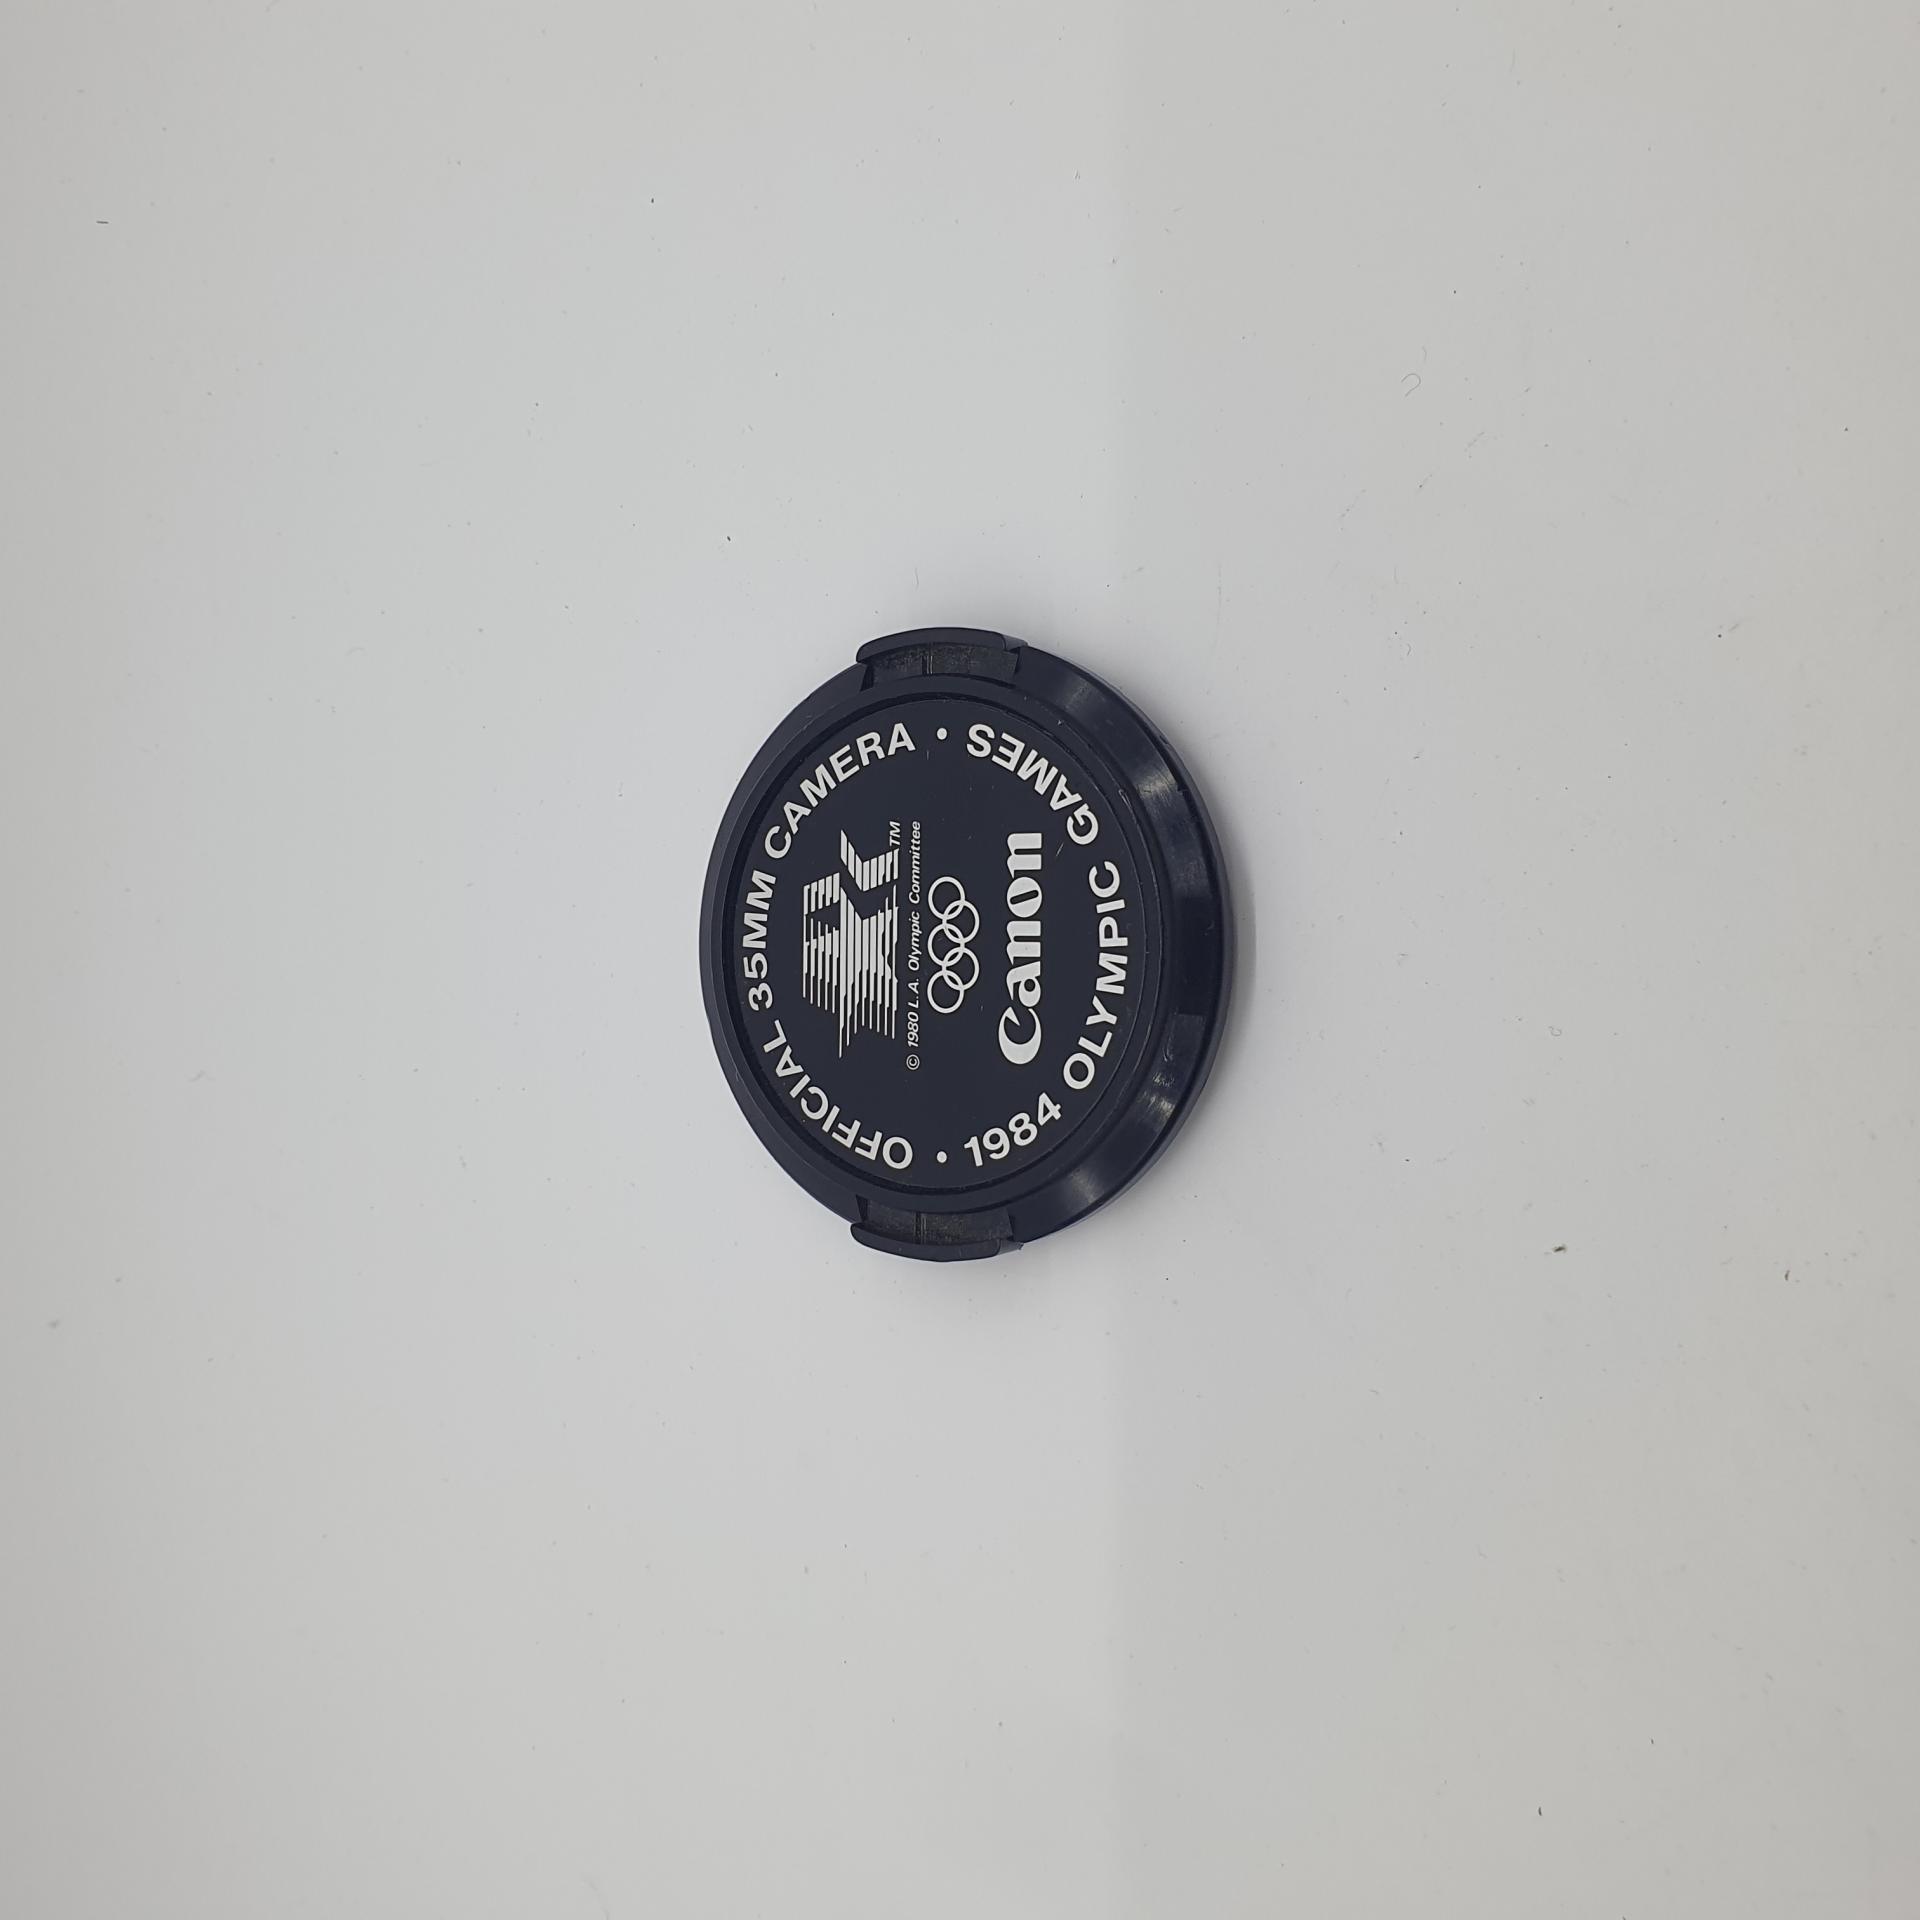 OFFICIAL 35MM CAMERA
TM
© 1980 L.A. Olympic Committee
Canon
• 1984 OLYMPIC GAMES •